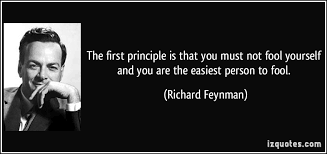 The first principle is that you must not fool yourself
and you are the easiest person to fool.
(Richard Feynman)
izquotes.com